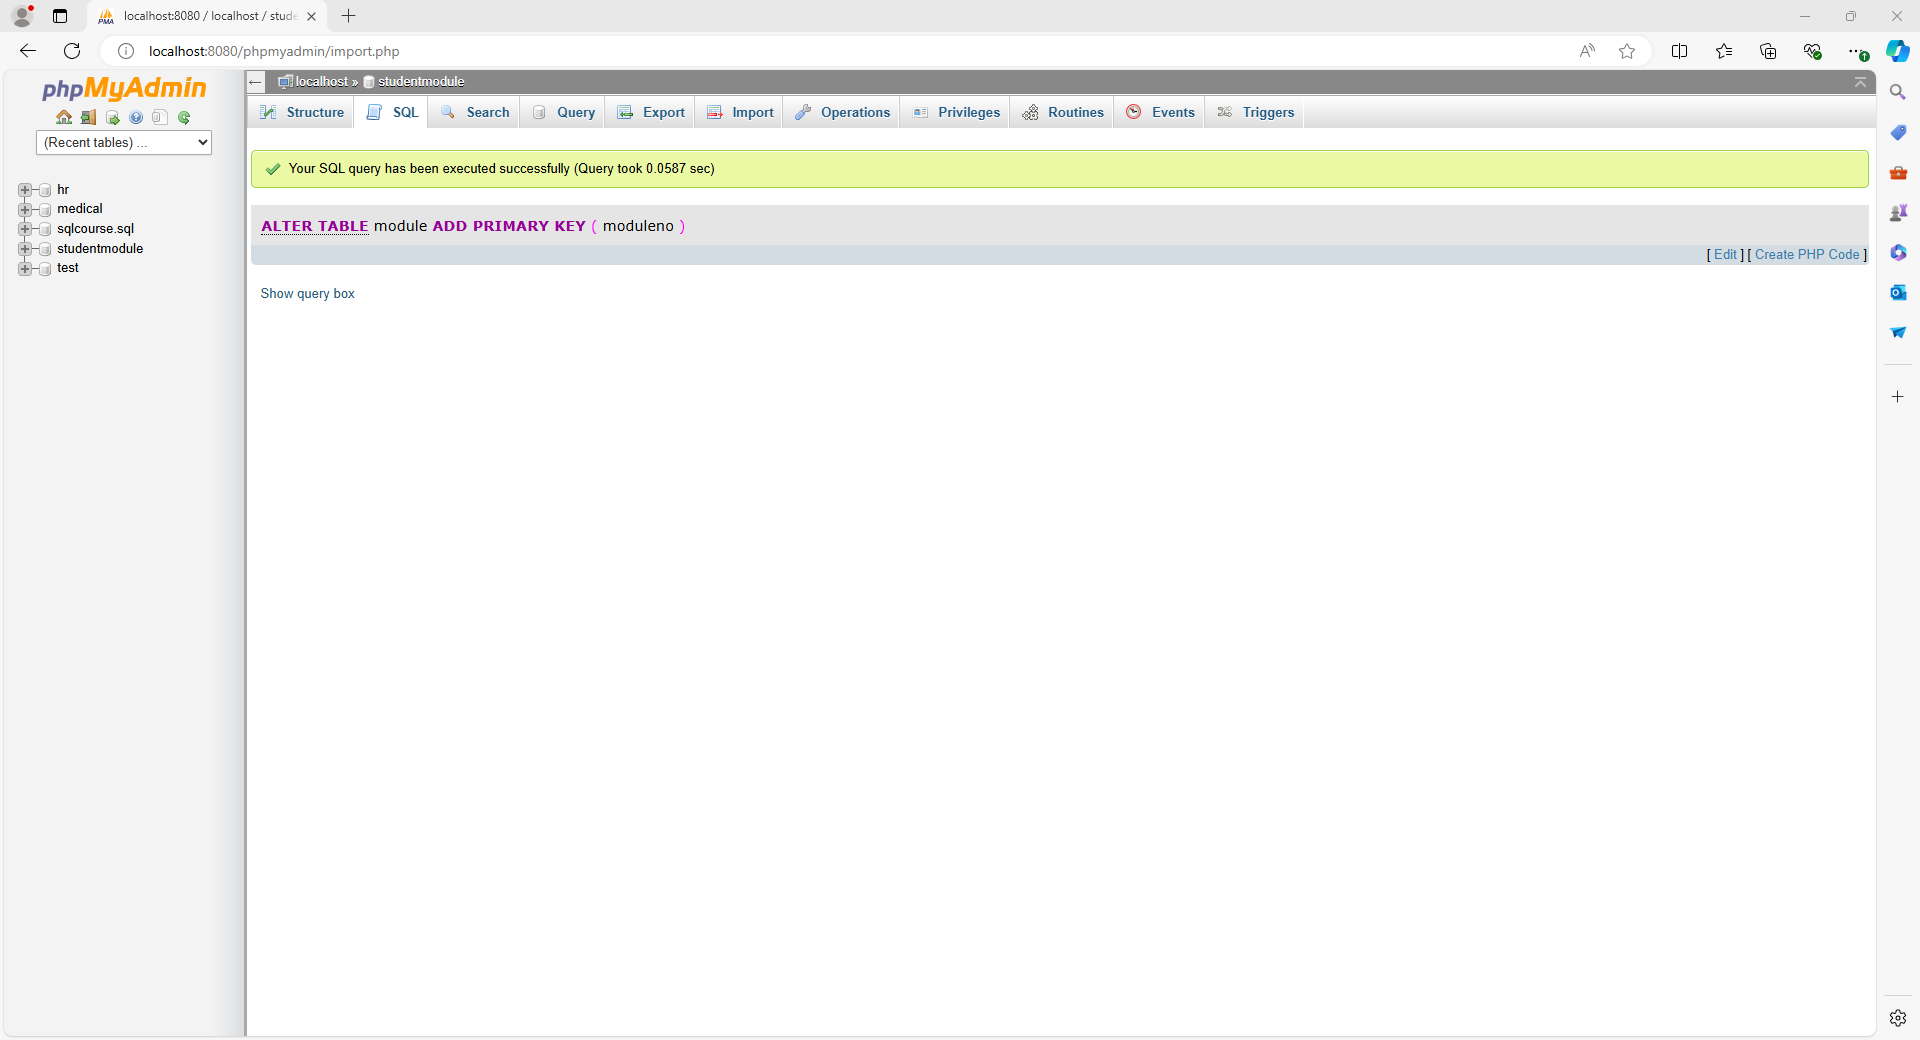 localhost:8080 / localhost / stude
localhost:8080/phpmyadmin/import.php
phpMyAdmin
(Recent tables) ...
hr
medical
sqlcourse.sql
studentmodule
test
localhost » studentmodule
Structure SQL Search Query Export Import Operations Privileges Routines Events Triggers
Your SQL query has been executed successfully (Query took 0.0587 sec)
ALTER TABLE module ADD PRIMARY KEY ( moduleno )
[ Edit ] [ Create PHP Code ]
Show query box